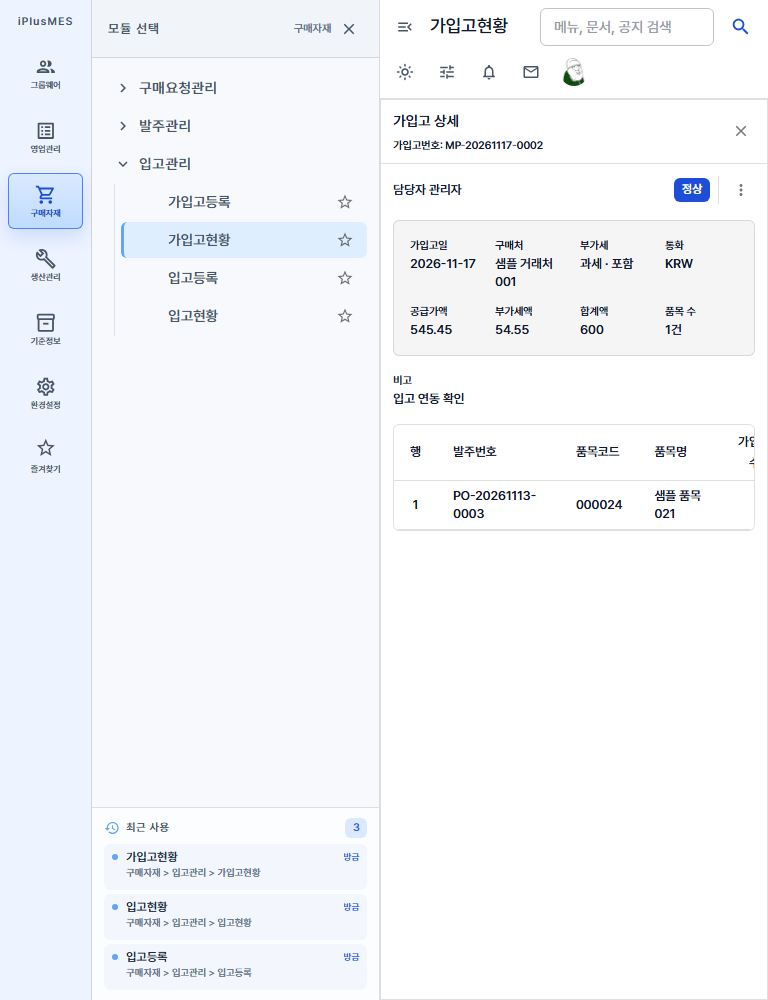 iPlusMES
그룹웨어
영업관리
구매자재
생산관리
기준정보
환경설정
즐겨찾기
모듈 선택
구매자재
구매요청관리
발주관리
입고관리
가입고등록
가입고현황
입고등록
입고현황
최근 사용
3
가입고현황
방금
구매자재 > 입고관리 > 가입고현황
입고현황
방금
구매자재 > 입고관리 > 입고현황
입고등록
방금
구매자재 > 입고관리 > 입고등록
가입고현황
메뉴, 문서, 공지 검색
가입고 상세
가입고번호: MP-20261117-0002
담당자 관리자
정상
가입고일 구매처 부가세 통화
2026-11-17 샘플 거래처 과세 · 포함 KRW
001
공급가액 부가세액 합계액 품목 수
545.45 54.55 600 1건
비고
입고 연동 확인
행 발주번호 품목코드 품목명
1 PO-20261113-0003 000024 샘플 품목 021